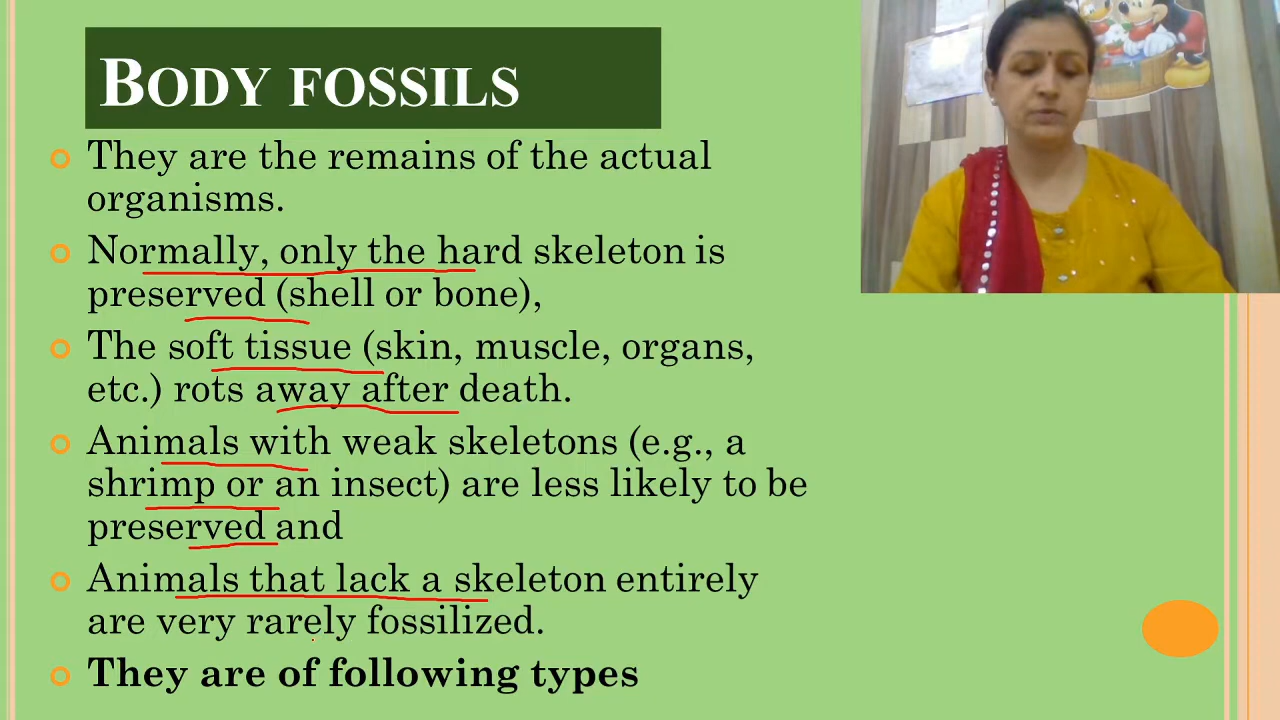 BODY FOSSILS
They are the remains of the actual
organisms.
Normally, only the hard skeleton is
preserved (shell or bone),
The soft tissue (skin, muscle, organs,
etc.) rots away after death.
Animals with weak skeletons (e.g., a
shrimp or an insect) are less likely to be
preserved and
Animals that lack a skeleton entirely
are very rarely fossilized.
They are of following types